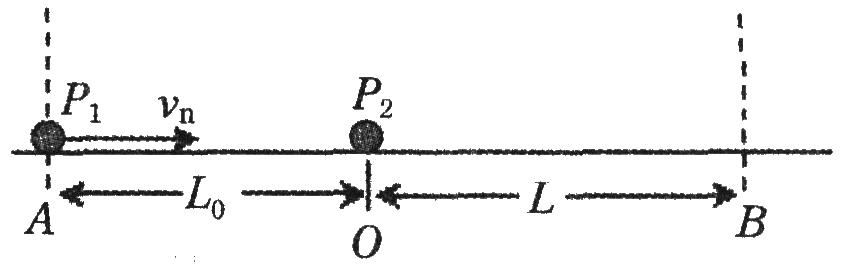 P₁ vₙ P₂
L₀ L
A O B